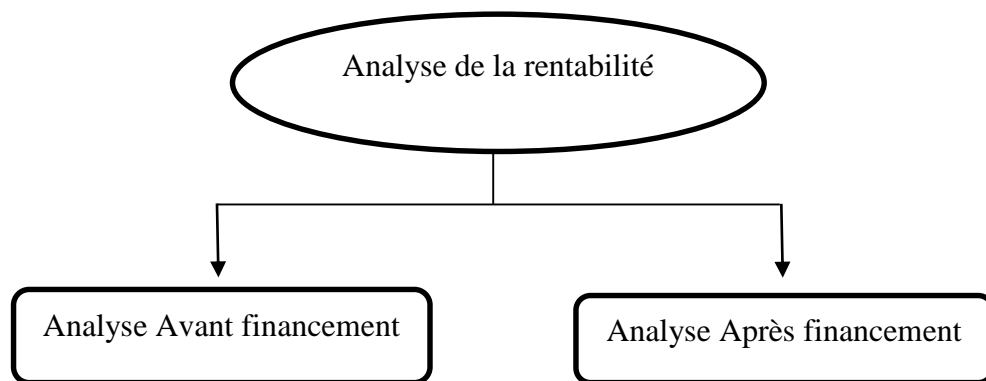 Analyse de la rentabilité
Analyse Avant financement
Analyse Après financement